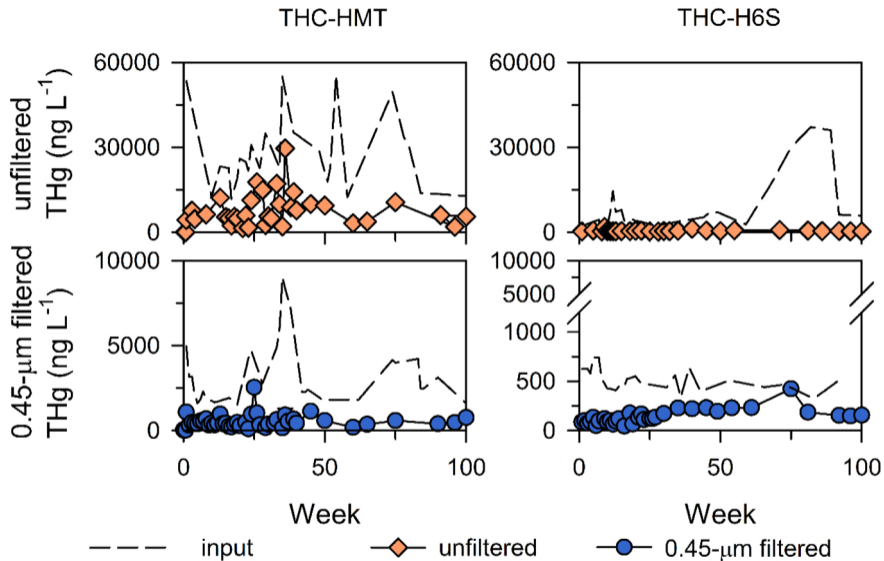 THC-HMT
THC-H6S
unfiltered
THg (ng L⁻¹)
60000
30000
0
60000
30000
0
0.45-μm filtered
THg (ng L⁻¹)
10000
5000
0
10000
5000
1000
500
0
0
50
100
0
50
100
Week
Week
input
unfiltered
0.45-μm filtered